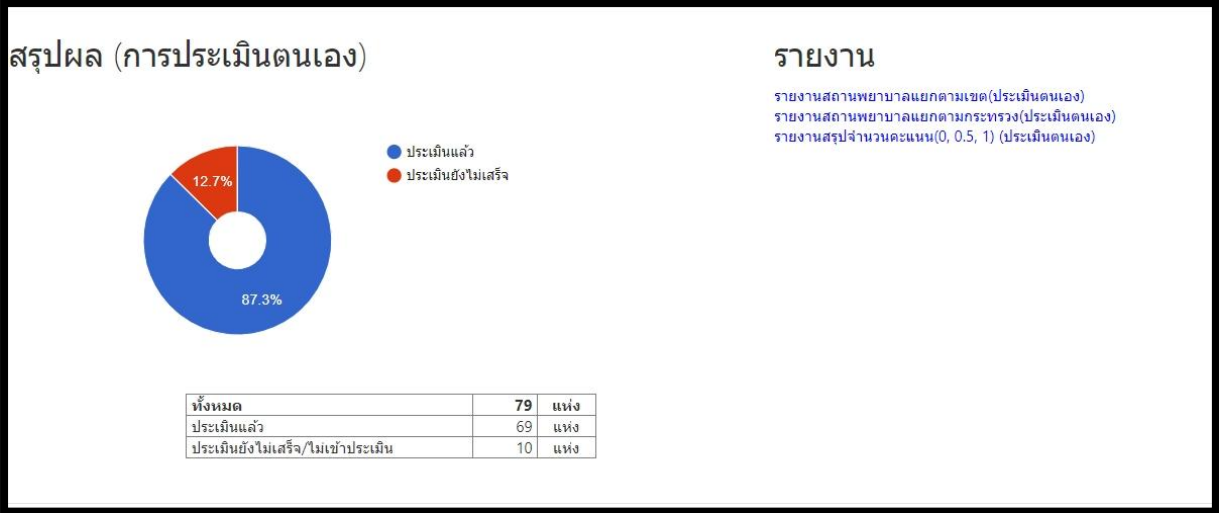 สรุปผล (การประเมินตนเอง)
ประเมินแล้ว
ประเมินยังไม่เสร็จ
12.7%
87.3%
ทั้งหมด 79 แห่ง
ประเมินแล้ว 69 แห่ง
ประเมินยังไม่เสร็จ/ไม่เข้าประเมิน 10 แห่ง
รายงาน
รายงานสถานพยาบาลแยกตามเขต(ประเมินตนเอง)
รายงานสถานพยาบาลแยกตามกระทรวง(ประเมินตนเอง)
รายงานสรุปจำนวนคะแนน(0, 0.5, 1) (ประเมินตนเอง)